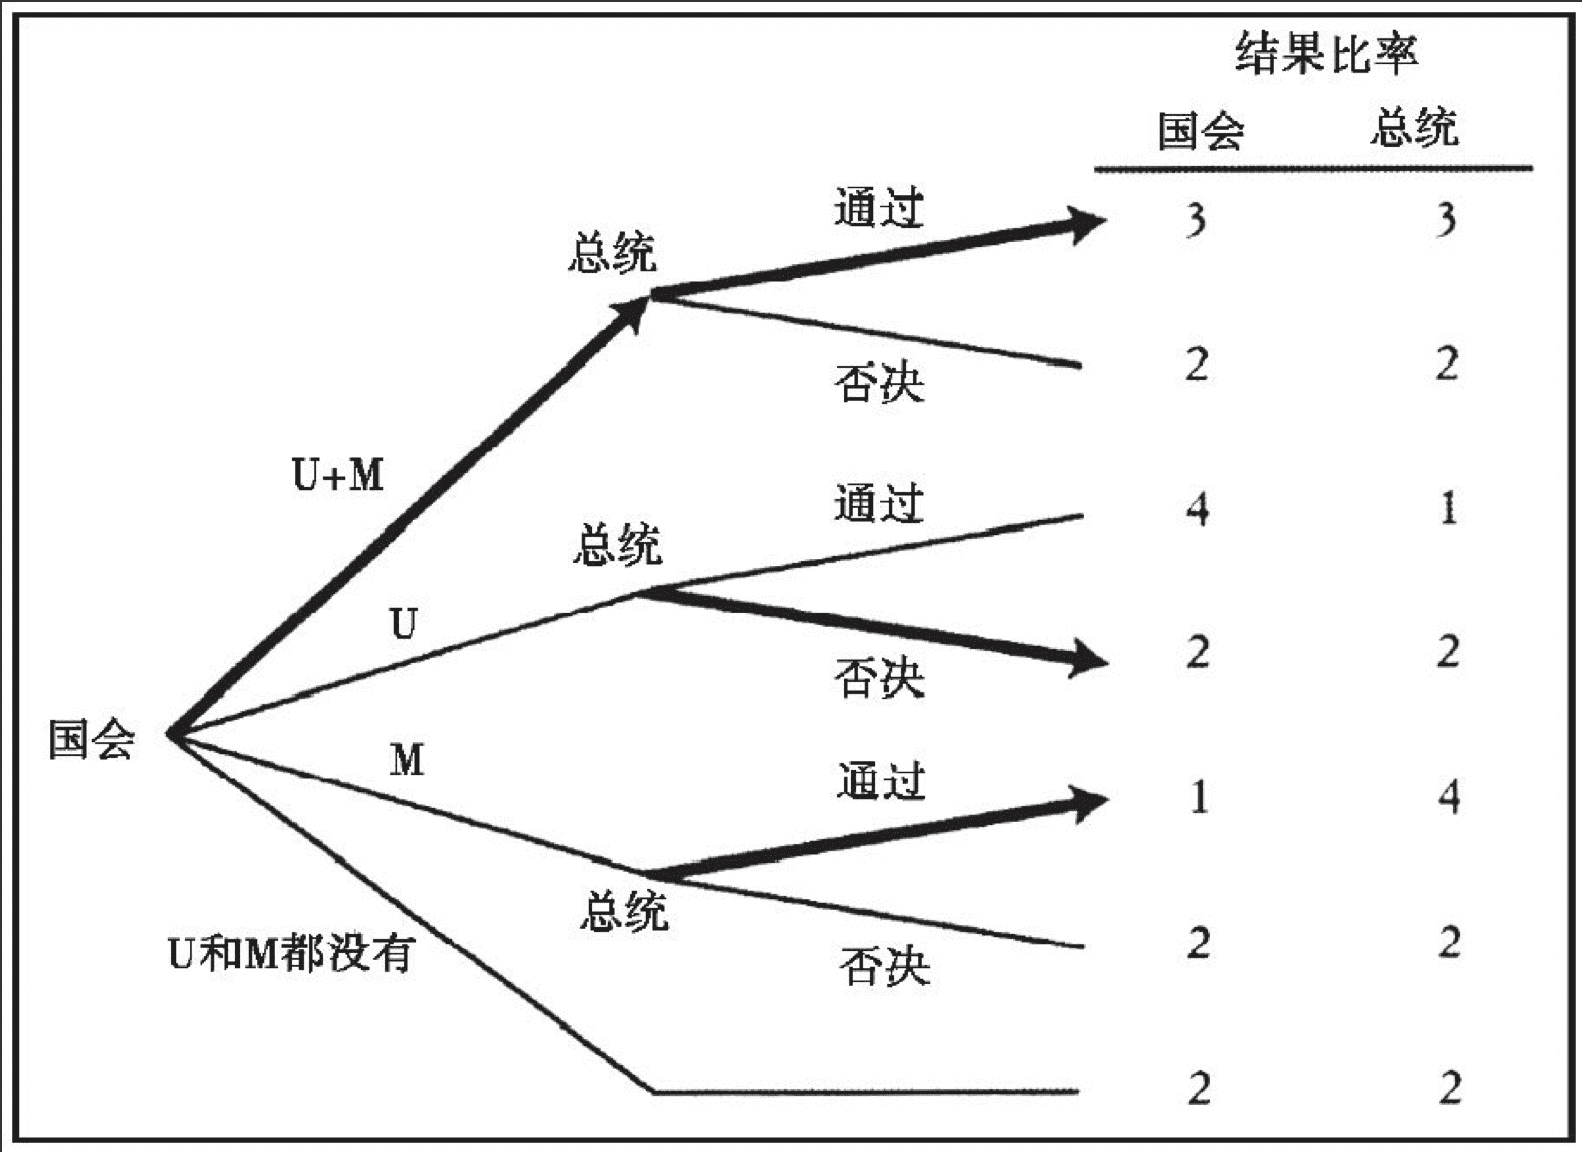 结果比率
国会 总统
通过 3 3
总统
否决 2 2
U+M
通过 4 1
总统
U
否决 2 2
国会
M
通过 1 4
总统
U和M都没有
否决 2 2
2 2